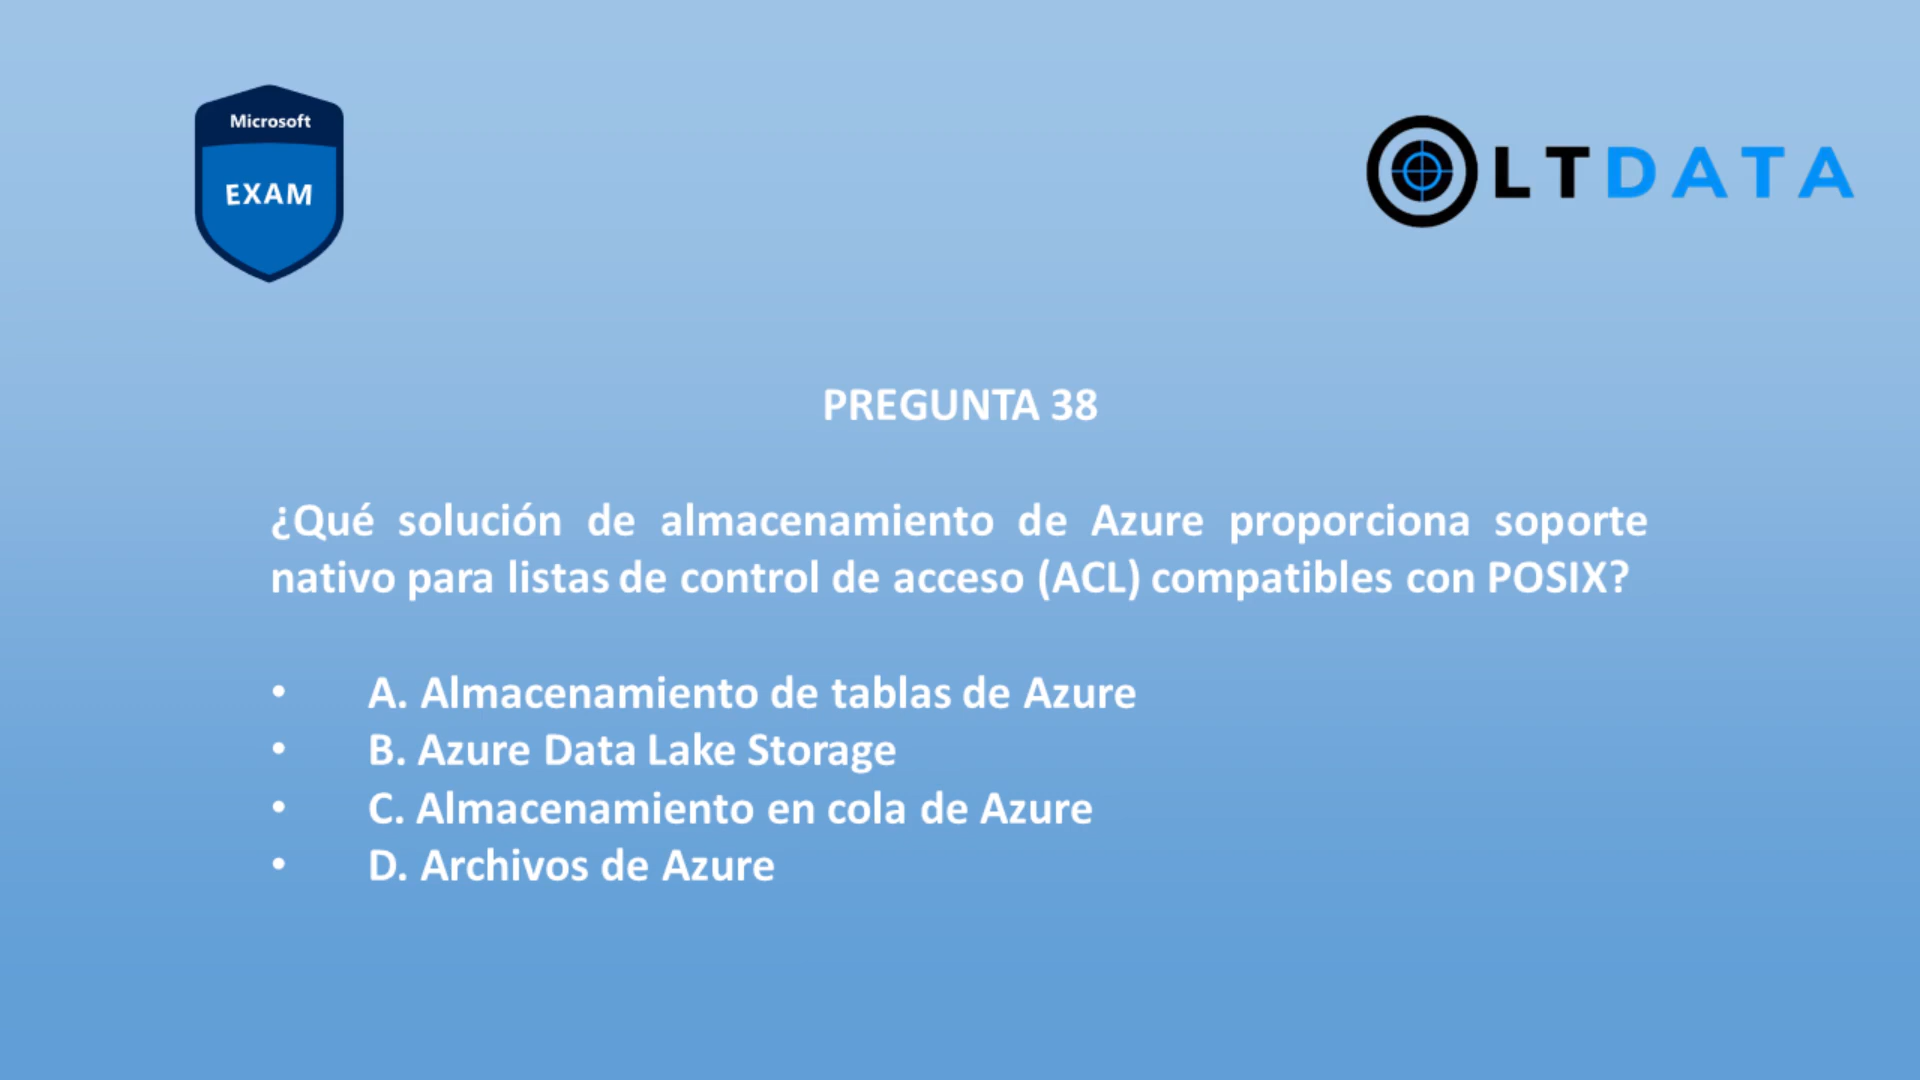 Microsoft
EXAM
LTDATA
PREGUNTA 38
¿Qué solución de almacenamiento de Azure proporciona soporte
nativo para listas de control de acceso (ACL) compatibles con POSIX?
• A. Almacenamiento de tablas de Azure
• B. Azure Data Lake Storage
• C. Almacenamiento en cola de Azure
• D. Archivos de Azure